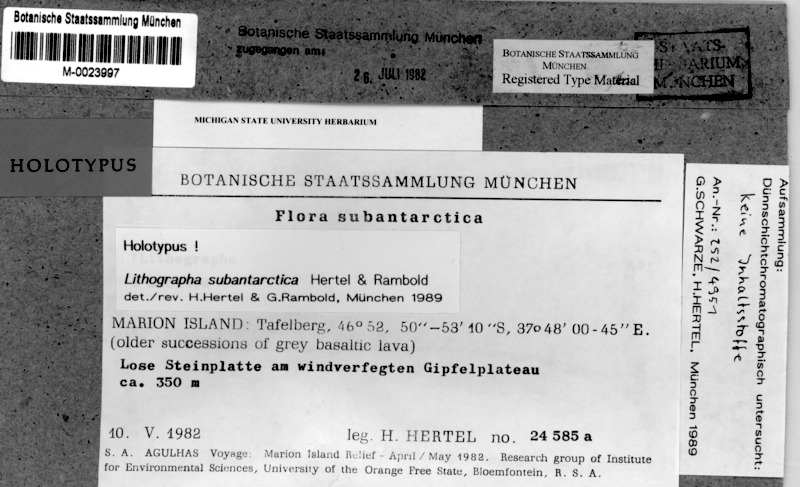 Botanische Staatssammlung München
M-0023997
Botanische Staatssammlung München
zugegangen am:
26. JULI 1982
BOTANISCHE STAATSSAMMLUNG
MÜNCHEN
Registered Type Material
MÜNCHEN
MICHIGAN STATE UNIVERSITY HERBARIUM
HOLOTYPUS
BOTANISCHE STAATSSAMMLUNG MÜNCHEN
Flora subantarctica
Holotypus !
Lithographa subantarctica Hertel & Rambold
det./rev. H.Hertel & G.Rambold, München 1989
MARION ISLAND: Tafelberg, 46º 52, 50"—53' 10 "S, 37º 48' 00-45" E.
(older successions of grey basaltic lava)
Lose Steinplatte am windverfegten Gipfelplateau
ca. 350 m
10. V. 1982 leg. H. HERTEL no. 24 585 a
S. A. AGULHAS Voyage: Marion Island Relief - April / May 1982. Research group of Institute
for Environmental Sciences, University of the Orange Free State, Bloemfontein, R. S. A.
Aufsammlung:
Dünnschichtchromatographisch untersucht:
keine Inhaltsstoffe
An.-Nr.: 252/4951
G.SCHWARZE, H.HERTEL, München 1989